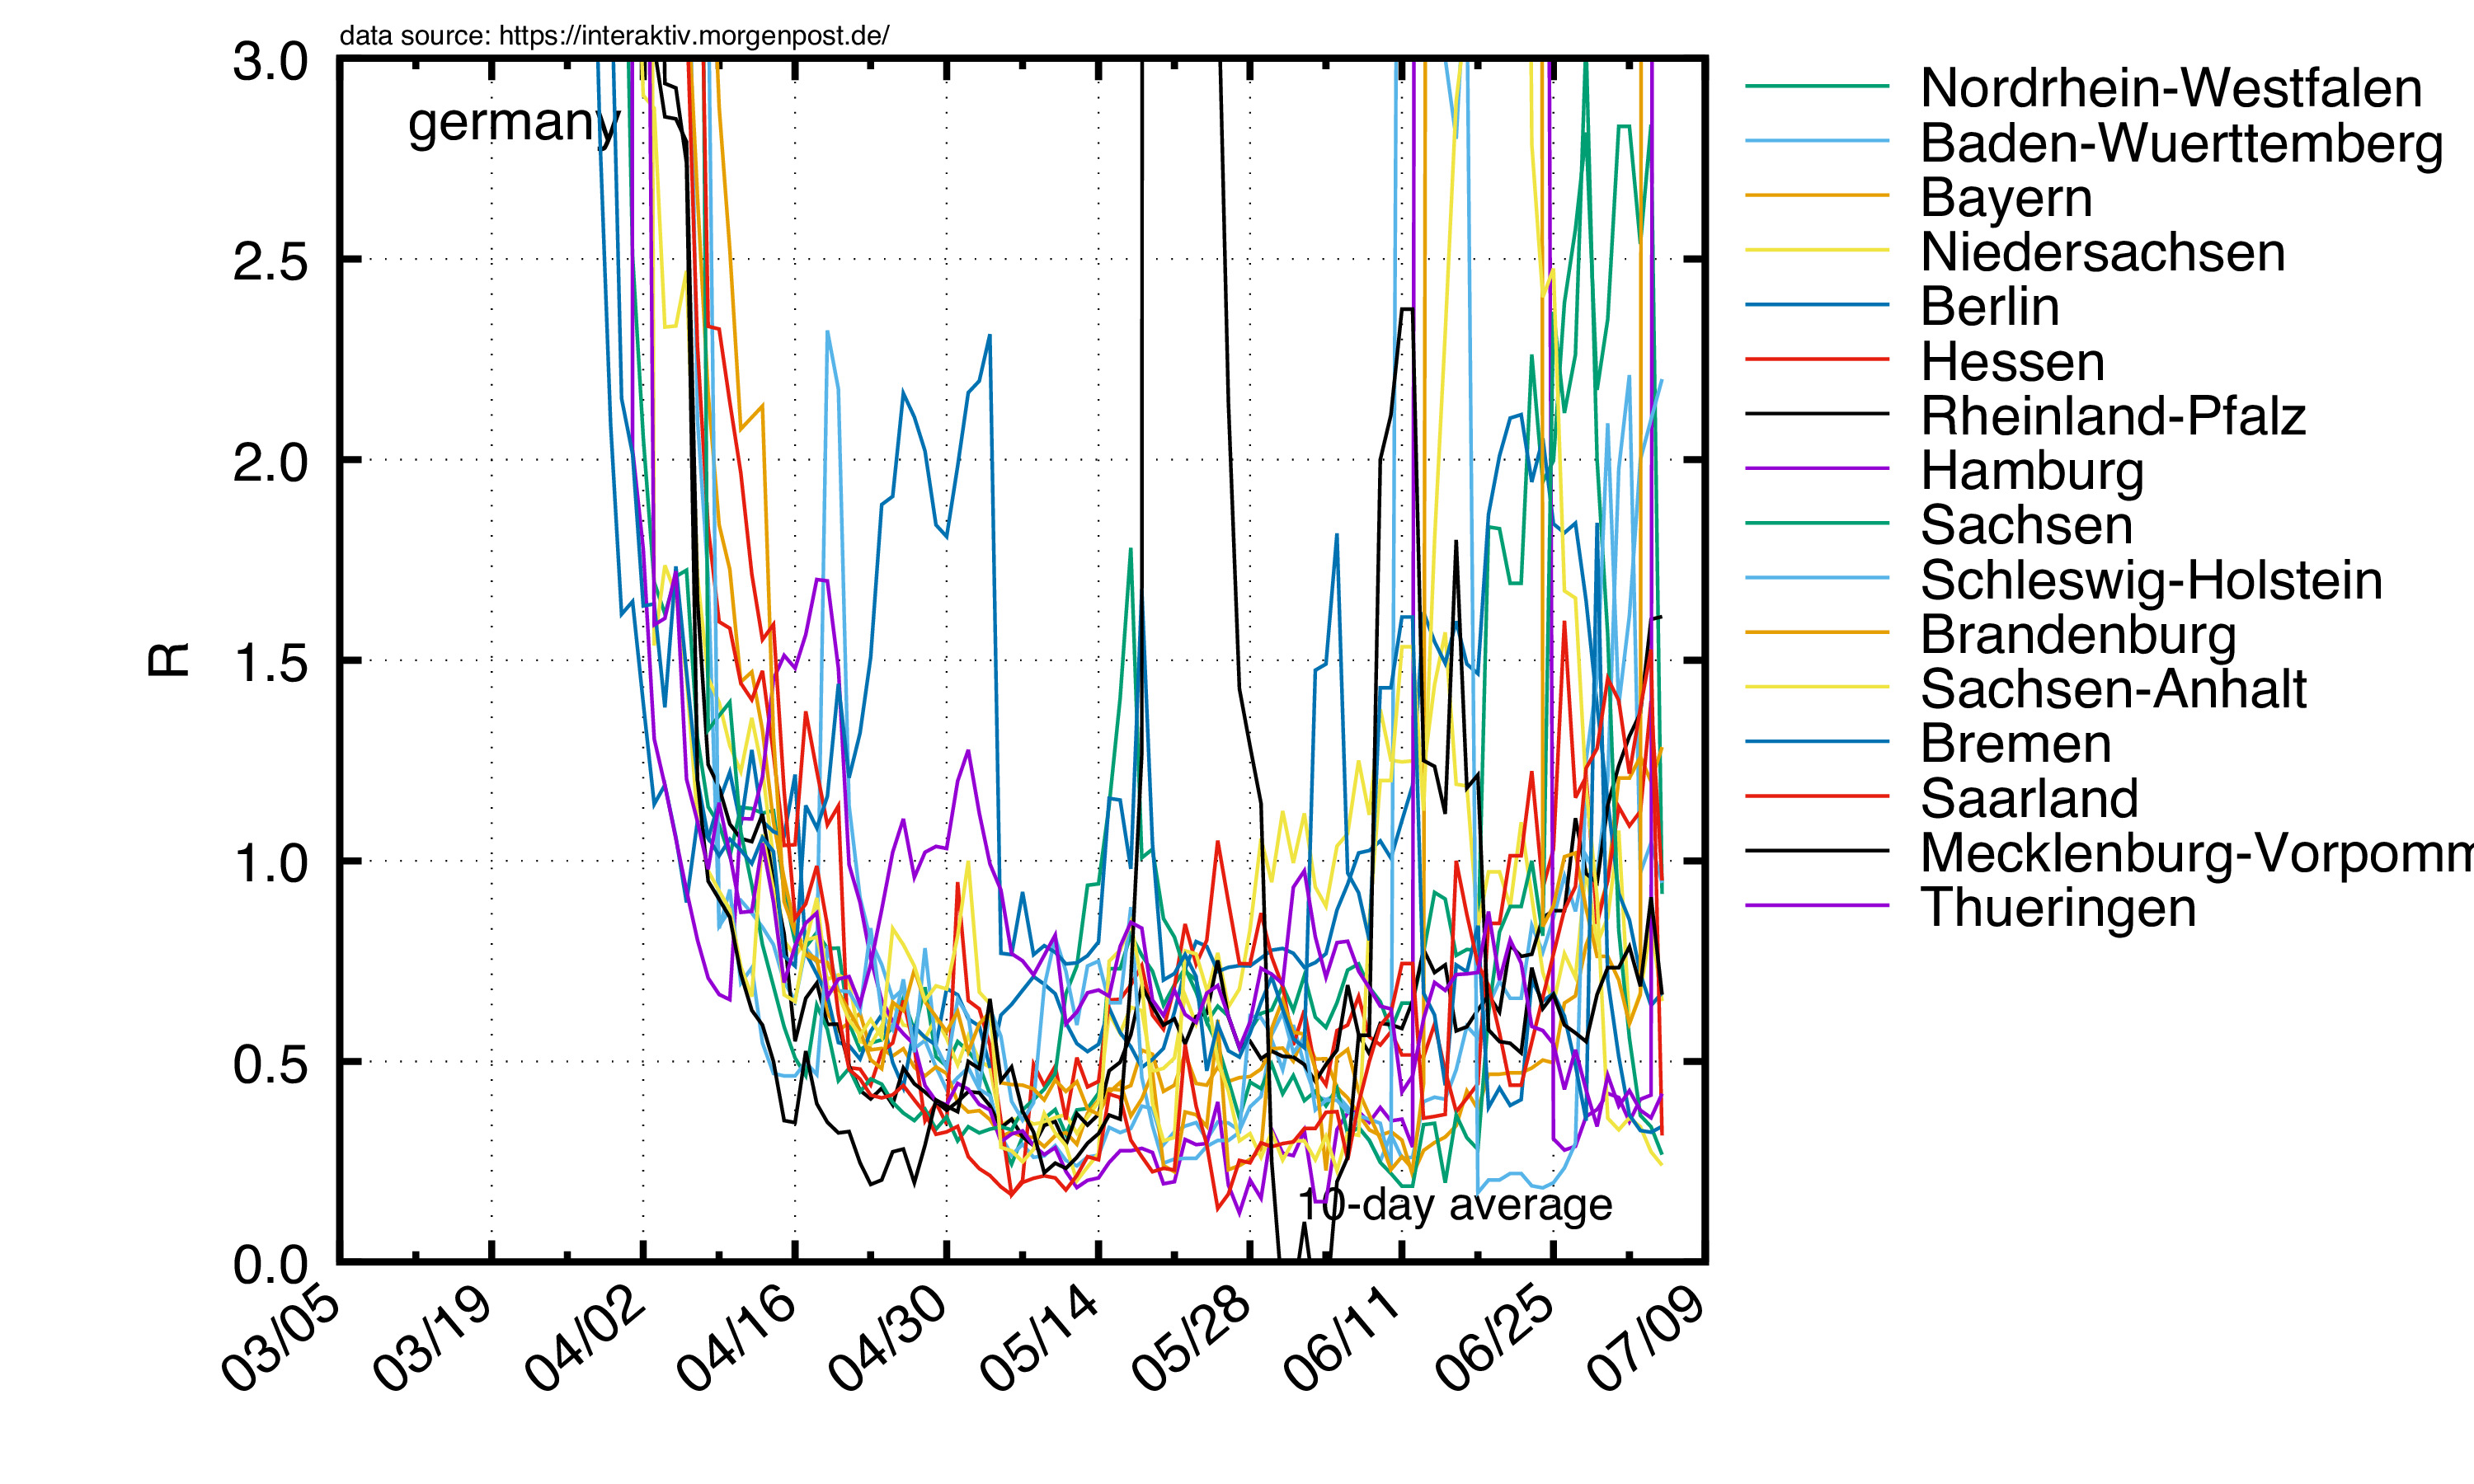 data source: https://interaktiv.morgenpost.de/
3.0
2.5
2.0
1.5
1.0
0.5
0.0
R
germany
10-day average
03/05
03/19
04/02
04/16
04/30
05/14
05/28
06/11
06/25
07/09
Nordrhein-Westfalen
Baden-Wuerttemberg
Bayern
Niedersachsen
Berlin
Hessen
Rheinland-Pfalz
Hamburg
Sachsen
Schleswig-Holstein
Brandenburg
Sachsen-Anhalt
Bremen
Saarland
Mecklenburg-Vorpomm
Thueringen